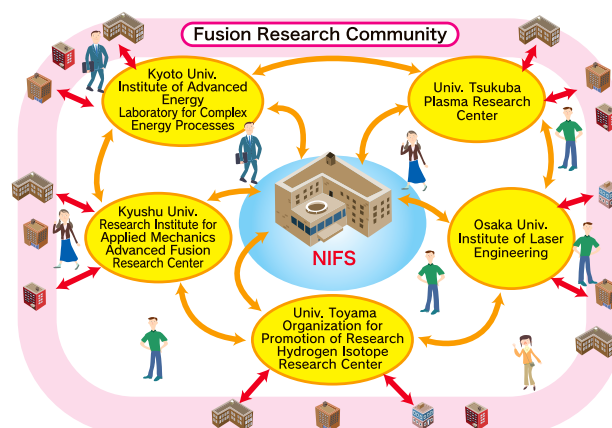 Fusion Research Community
Kyoto Univ.
Institute of Advanced
Energy
Laboratory for Complex
Energy Processes
Univ. Tsukuba
Plasma Research
Center
Kyushu Univ.
Research Institute for
Applied Mechanics
Advanced Fusion
Research Center
NIFS
Osaka Univ.
Institute of Laser
Engineering
Univ. Toyama
Organization for
Promotion of Research
Hydrogen Isotope
Research Center